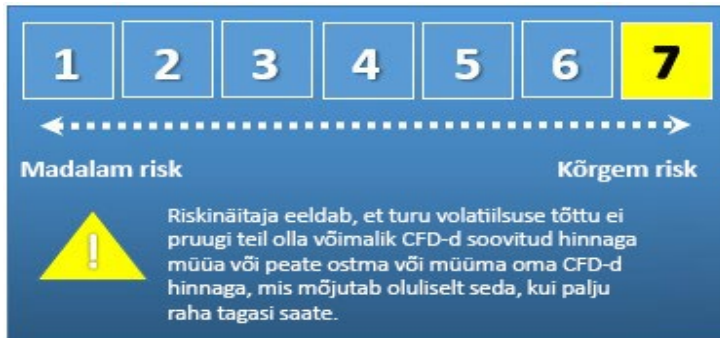 1 2 3 4 5 6 7
Madalam risk Kõrgem risk
!
Riskinäitaja eeldab, et turu volatiilsuse tõttu ei
pruugi teil olla võimalik CFD-d soovitud hinnaga
müüa või peate ostma või müüma oma CFD-d
hinnaga, mis mõjutab oluliselt seda, kui palju
raha tagasi saate.